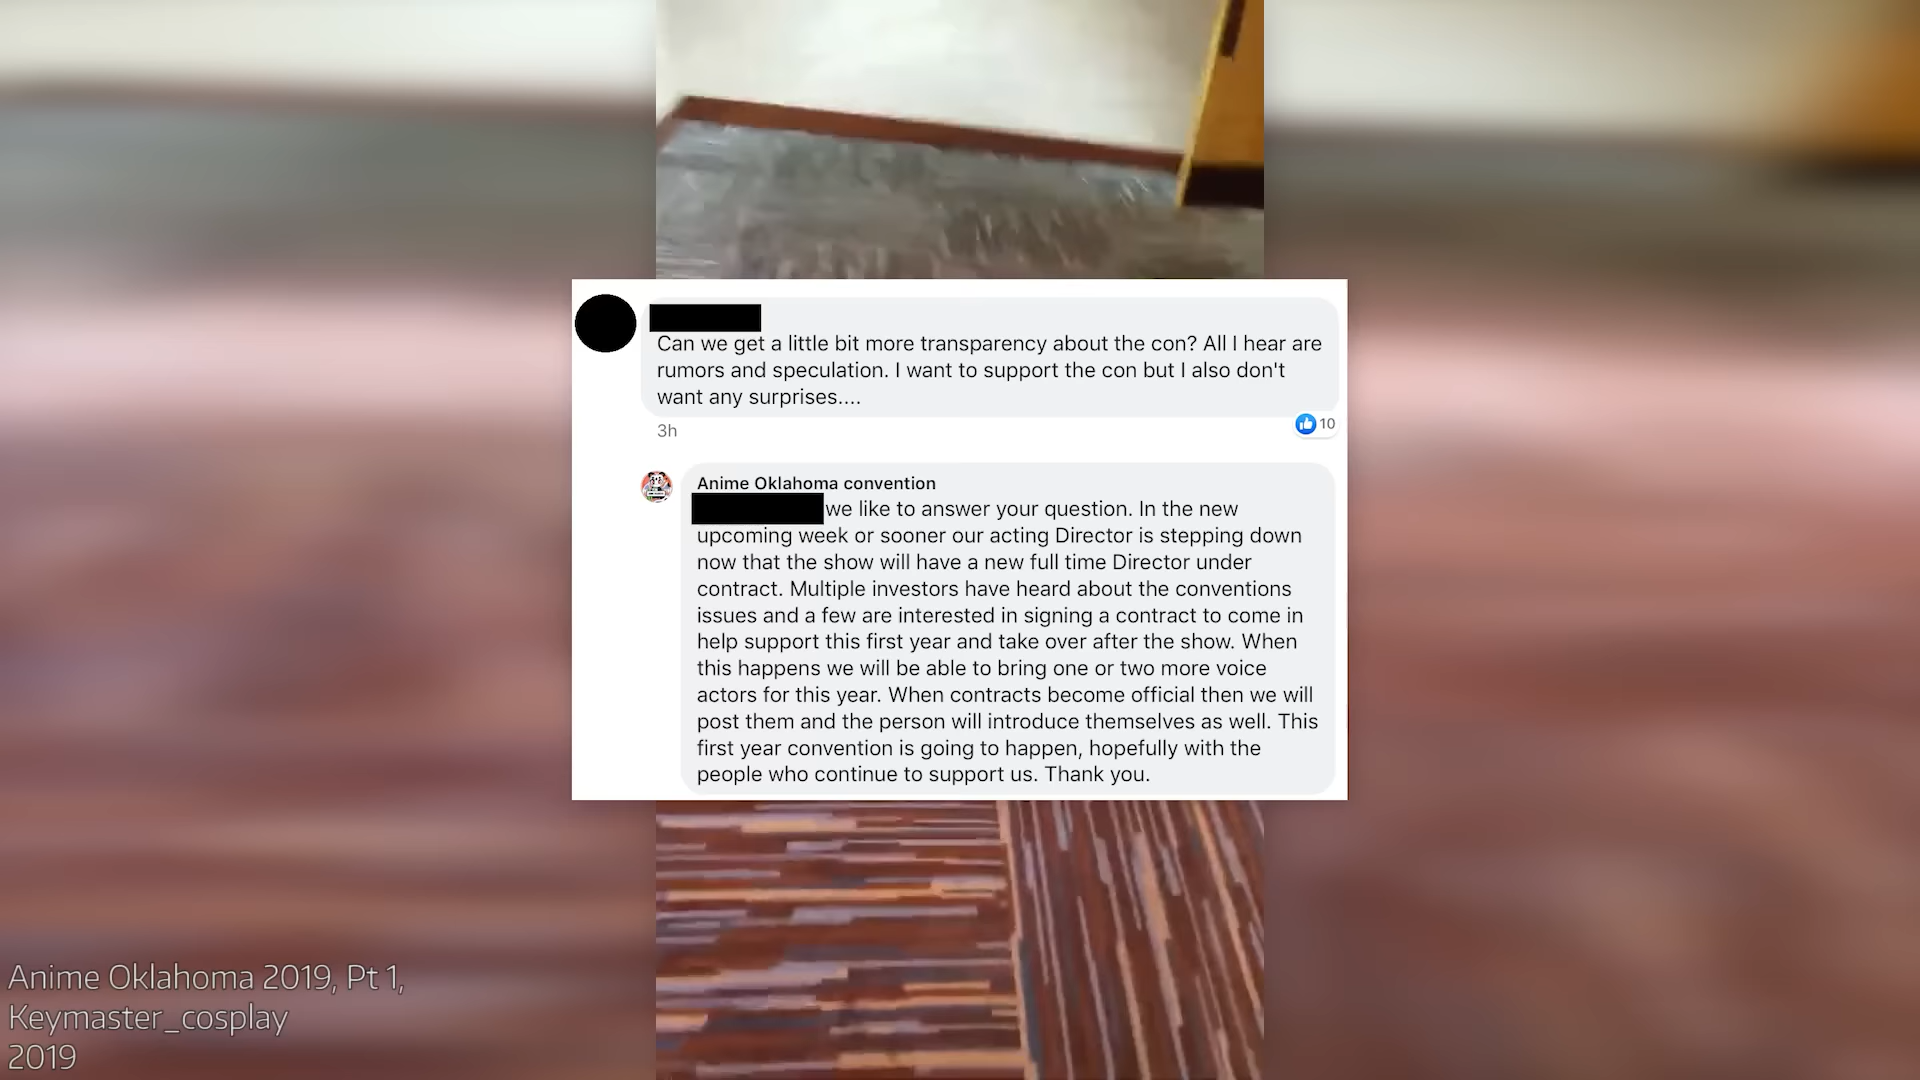 Can we get a little bit more transparency about the con? All I hear are
rumors and speculation. I want to support the con but I also don't
want any surprises....
3h
10
Anime Oklahoma convention
we like to answer your question. In the new
upcoming week or sooner our acting Director is stepping down
now that the show will have a new full time Director under
contract. Multiple investors have heard about the conventions
issues and a few are interested in signing a contract to come in
help support this first year and take over after the show. When
this happens we will be able to bring one or two more voice
actors for this year. When contracts become official then we will
post them and the person will introduce themselves as well. This
first year convention is going to happen, hopefully with the
people who continue to support us. Thank you.
Anime Oklahoma 2019, Pt 1,
Keymaster_cosplay
2019